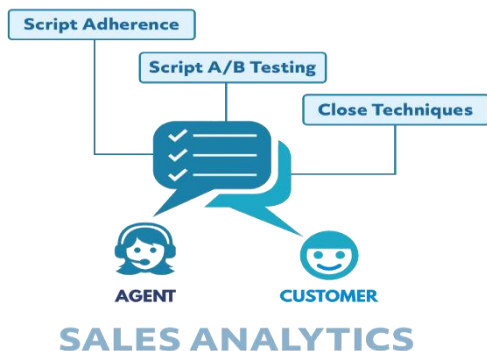 Script Adherence
Script A/B Testing
Close Techniques
AGENT
CUSTOMER
SALES ANALYTICS